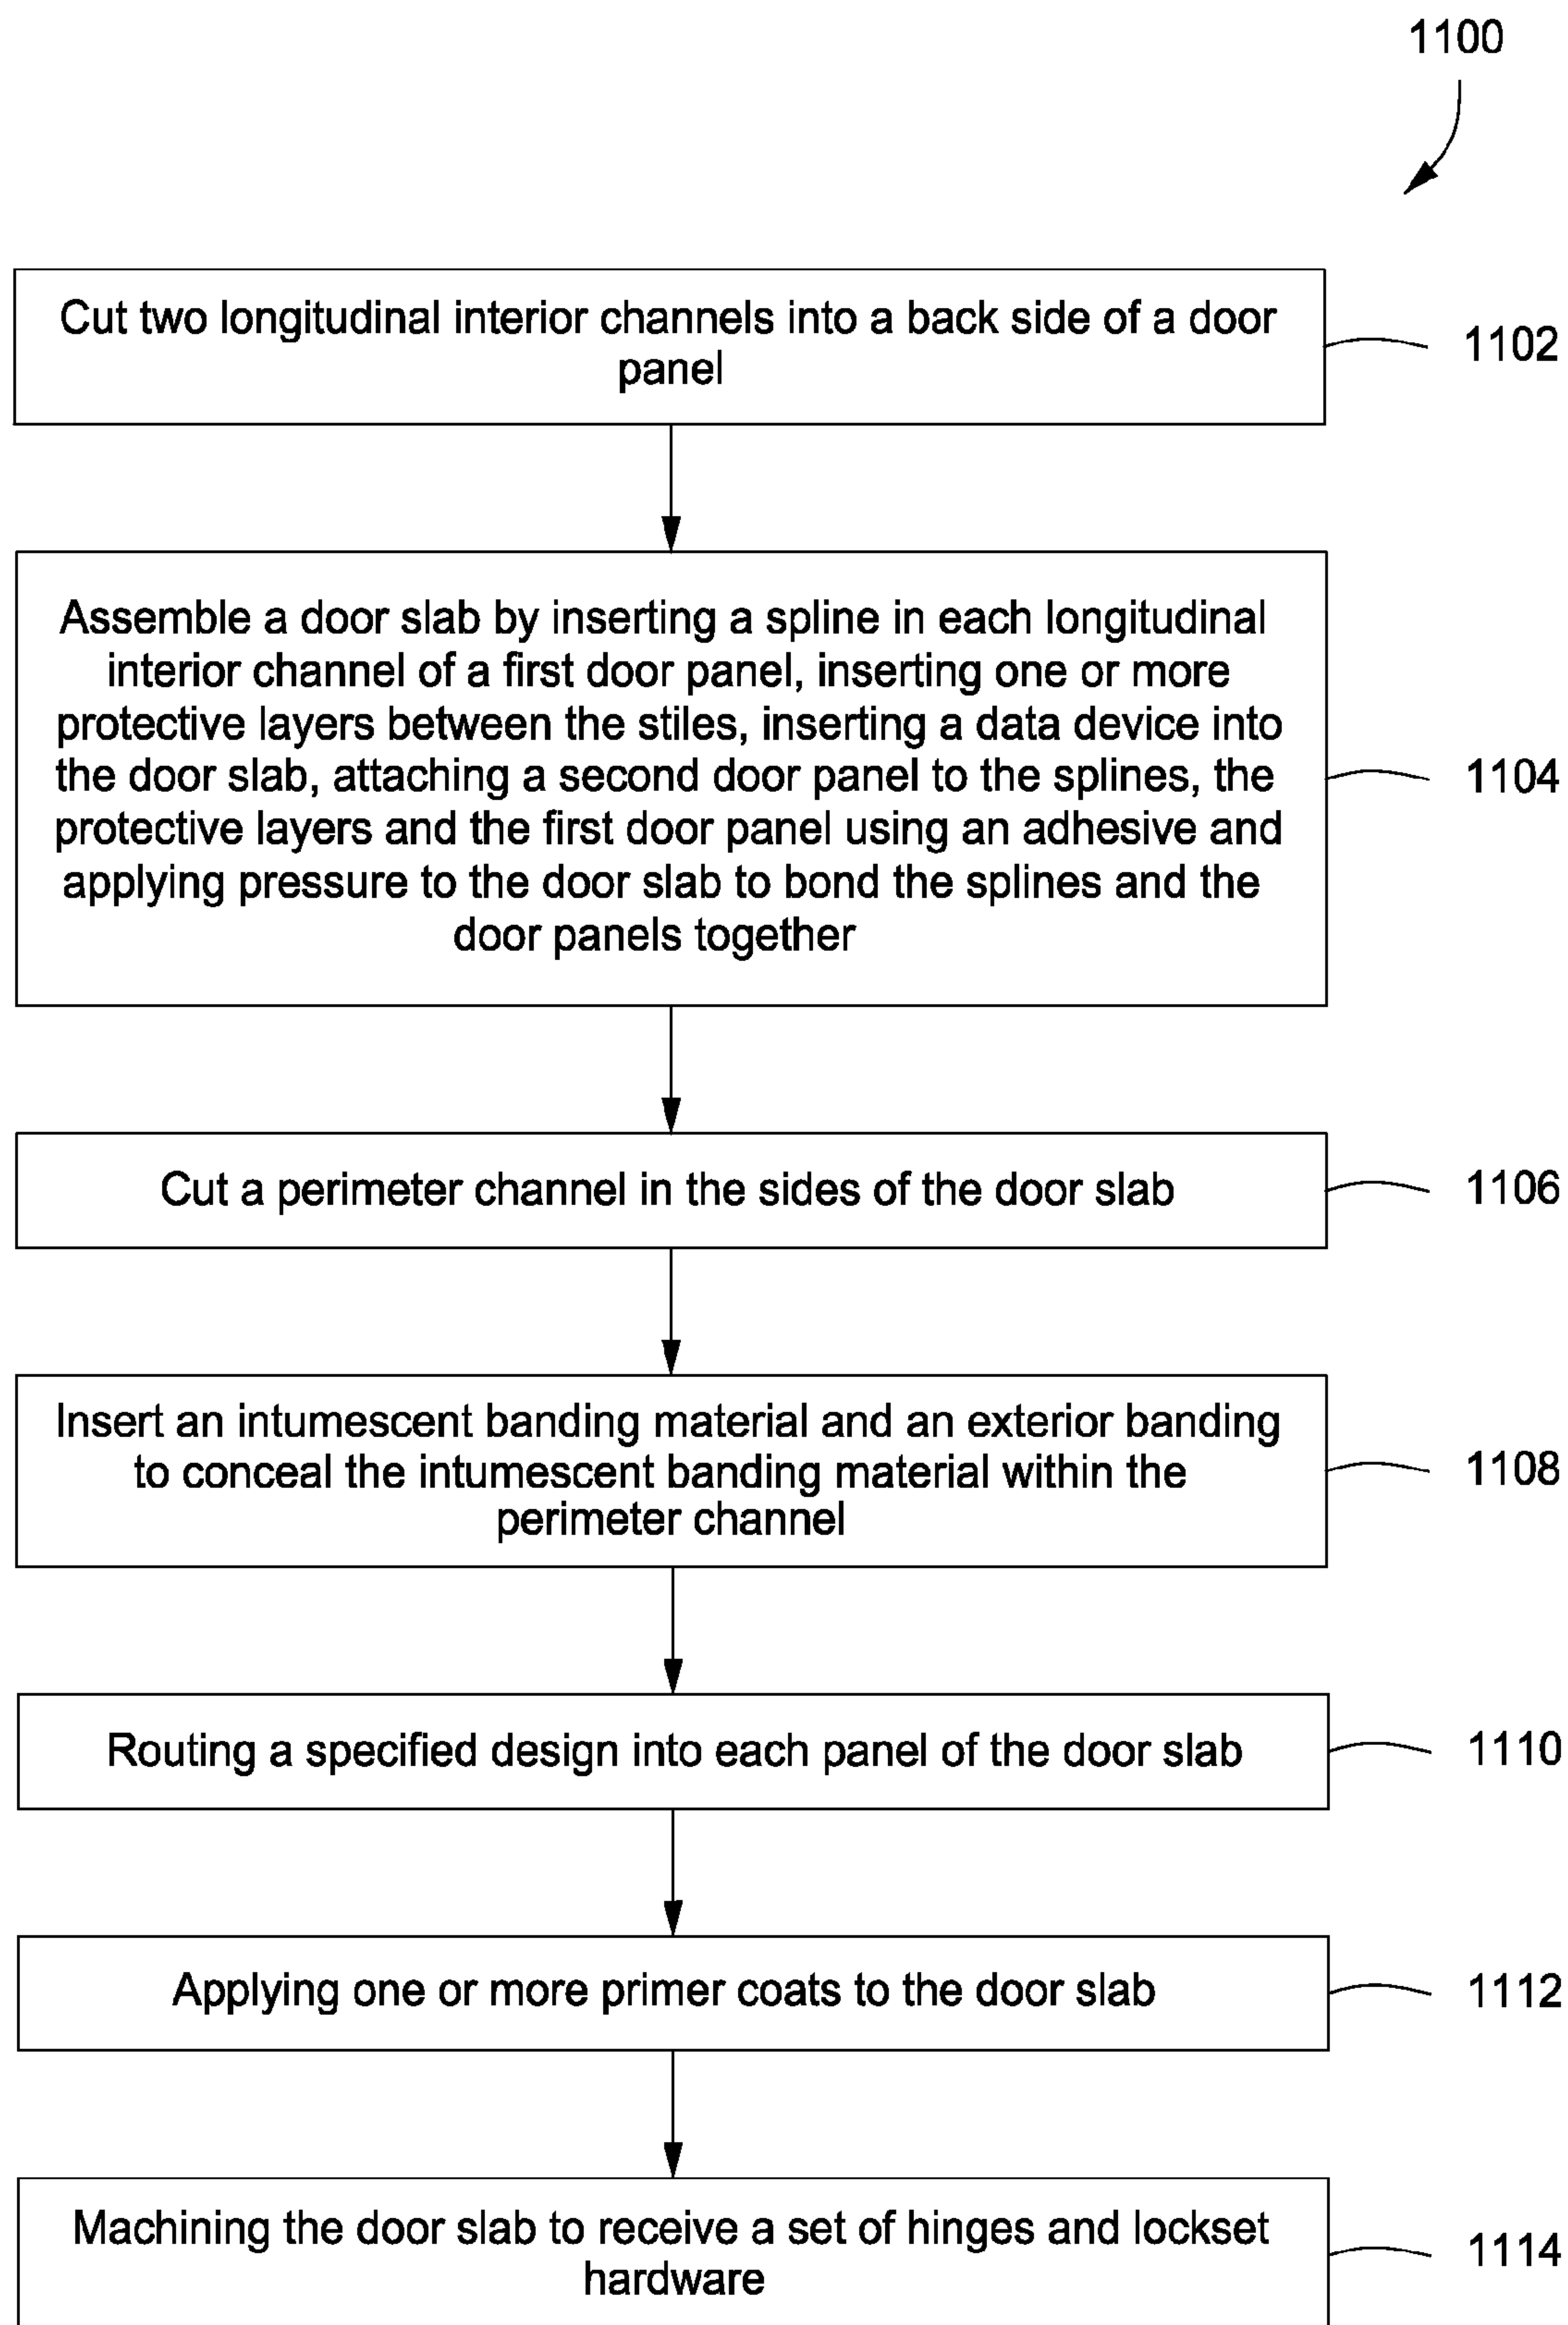 1100
Cut two longitudinal interior channels into a back side of a door
panel
1102
Assemble a door slab by inserting a spline in each longitudinal
interior channel of a first door panel, inserting one or more
protective layers between the stiles, inserting a data device into
the door slab, attaching a second door panel to the splines, the
protective layers and the first door panel using an adhesive and
applying pressure to the door slab to bond the splines and the
door panels together
1104
Cut a perimeter channel in the sides of the door slab
1106
Insert an intumescent banding material and an exterior banding
to conceal the intumescent banding material within the
perimeter channel
1108
Routing a specified design into each panel of the door slab
1110
Applying one or more primer coats to the door slab
1112
Machining the door slab to receive a set of hinges and lockset
hardware
1114